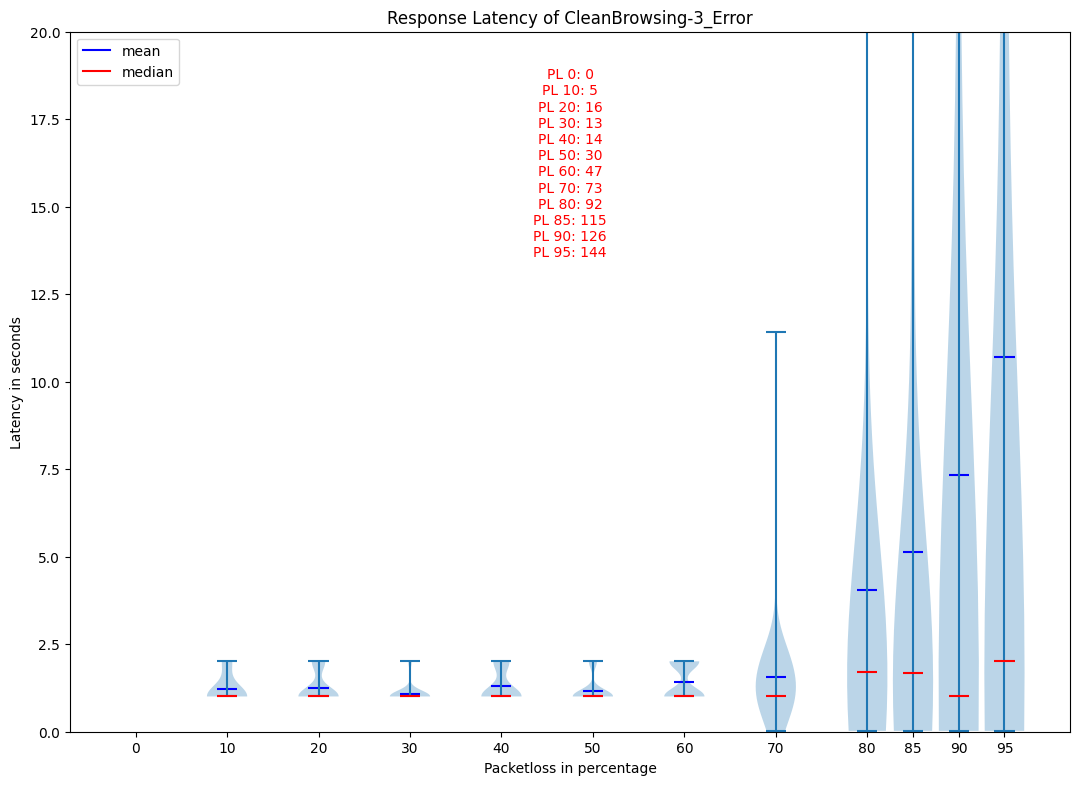 Response Latency of CleanBrowsing-3_Error
mean
median
PL 0: 0
PL 10: 5
PL 20: 16
PL 30: 13
PL 40: 14
PL 50: 30
PL 60: 47
PL 70: 73
PL 80: 92
PL 85: 115
PL 90: 126
PL 95: 144
Latency in seconds
20.0
17.5
15.0
12.5
10.0
7.5
5.0
2.5
0.0
0 10 20 30 40 50 60 70 80 85 90 95
Packetloss in percentage